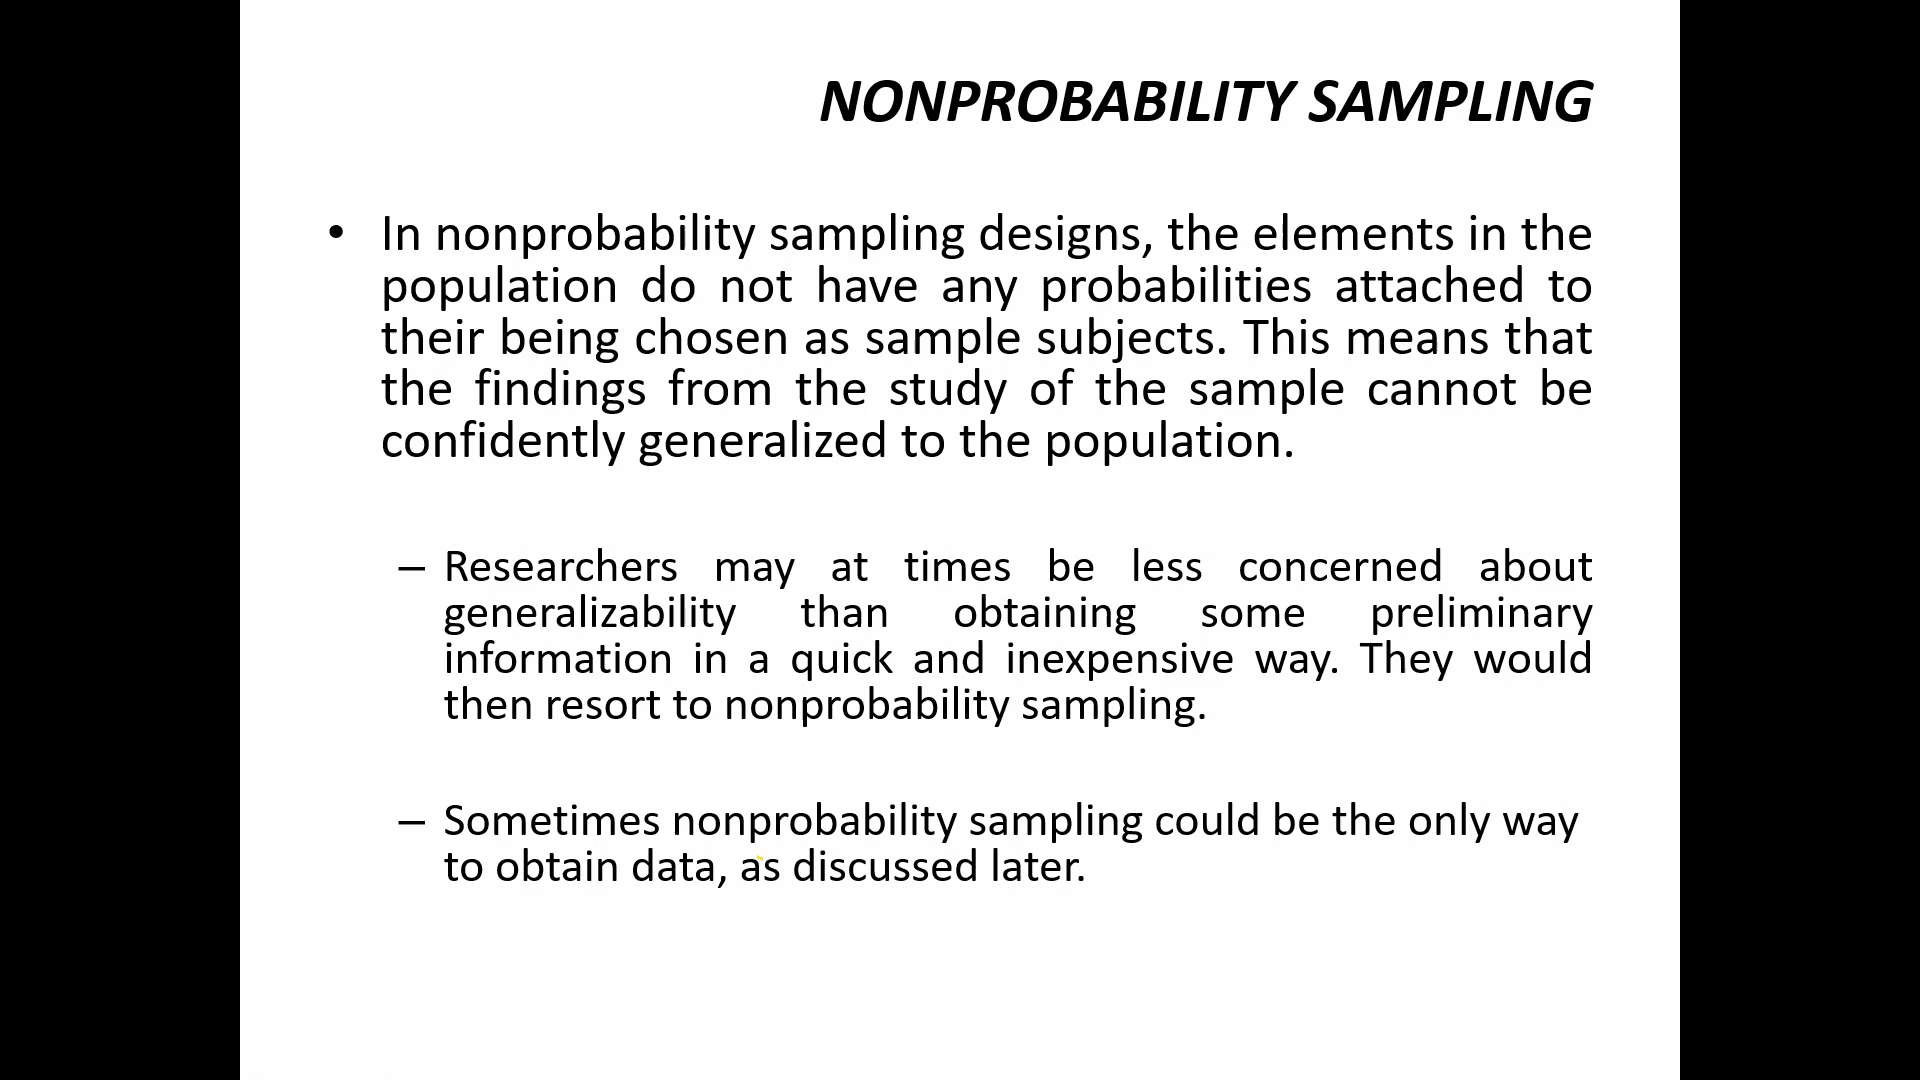 NONPROBABILITY SAMPLING
• In nonprobability sampling designs, the elements in the
population do not have any probabilities attached to
their being chosen as sample subjects. This means that
the findings from the study of the sample cannot be
confidently generalized to the population.
– Researchers may at times be less concerned about
generalizability than obtaining some preliminary
information in a quick and inexpensive way. They would
then resort to nonprobability sampling.
– Sometimes nonprobability sampling could be the only way
to obtain data, as discussed later.